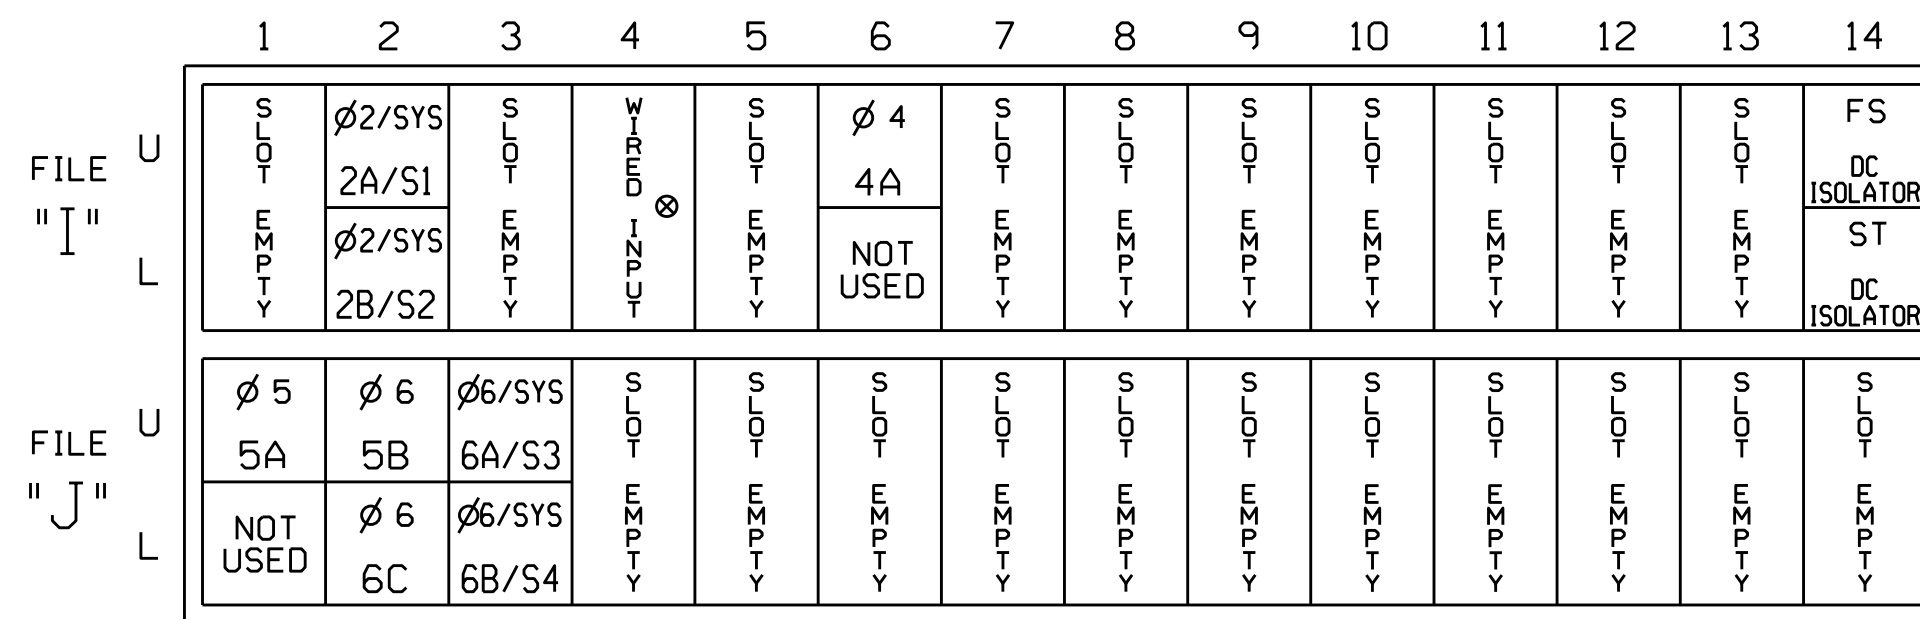 1 2 3 4 5 6 7 8 9 10 11 12 13 14
FILE "I"
U
L
SLOT EMPTY
Ø2/SYS
2A/S1
Ø2/SYS
2B/S2
SLOT EMPTY
WIRED INPUT
SLOT EMPTY
Ø 4
4A
NOT
USED
SLOT EMPTY
SLOT EMPTY
SLOT EMPTY
SLOT EMPTY
SLOT EMPTY
SLOT EMPTY
SLOT EMPTY
FS
DC
ISOLATOR
ST
DC
ISOLATOR
FILE "J"
U
L
Ø 5
5A
NOT
USED
Ø 6
5B
Ø 6
6C
Ø6/SYS
6A/S3
Ø6/SYS
6B/S4
SLOT EMPTY
SLOT EMPTY
SLOT EMPTY
SLOT EMPTY
SLOT EMPTY
SLOT EMPTY
SLOT EMPTY
SLOT EMPTY
SLOT EMPTY
SLOT EMPTY
SLOT EMPTY